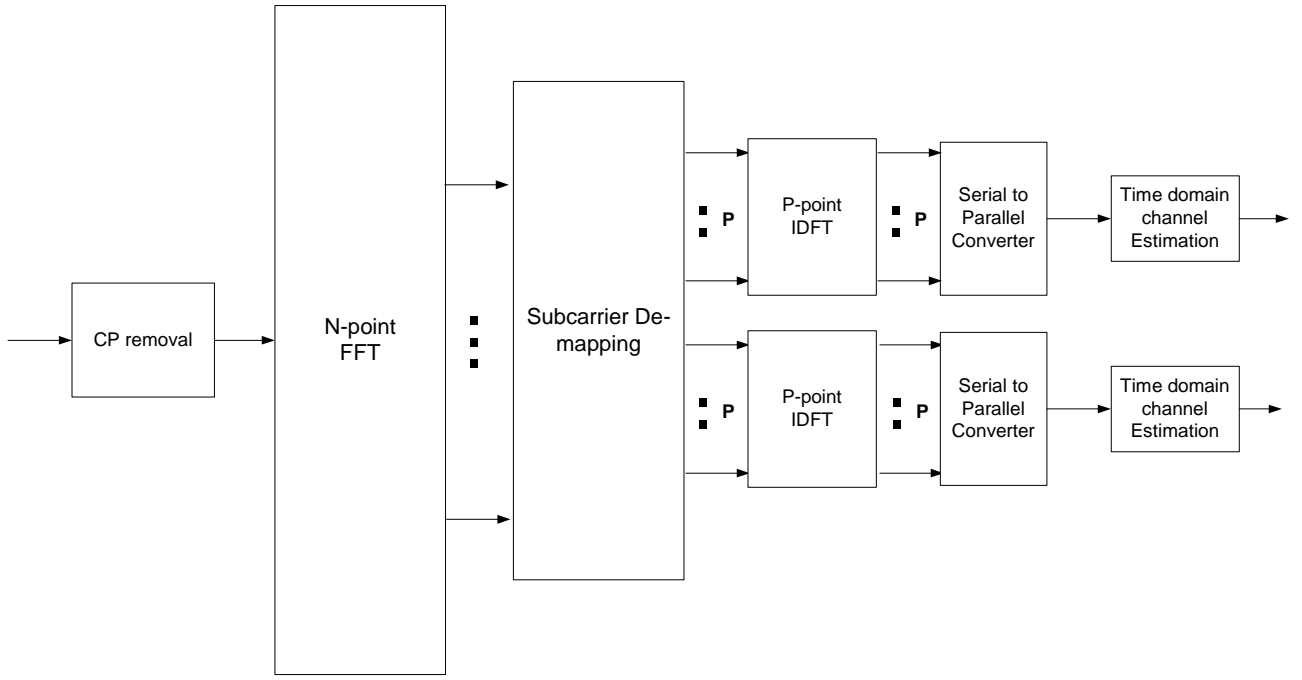 CP removal
N-point
FFT
Subcarrier De-
mapping
P
P-point
IDFT
P
Serial to
Parallel
Converter
Time domain
channel
Estimation
P
P-point
IDFT
P
Serial to
Parallel
Converter
Time domain
channel
Estimation